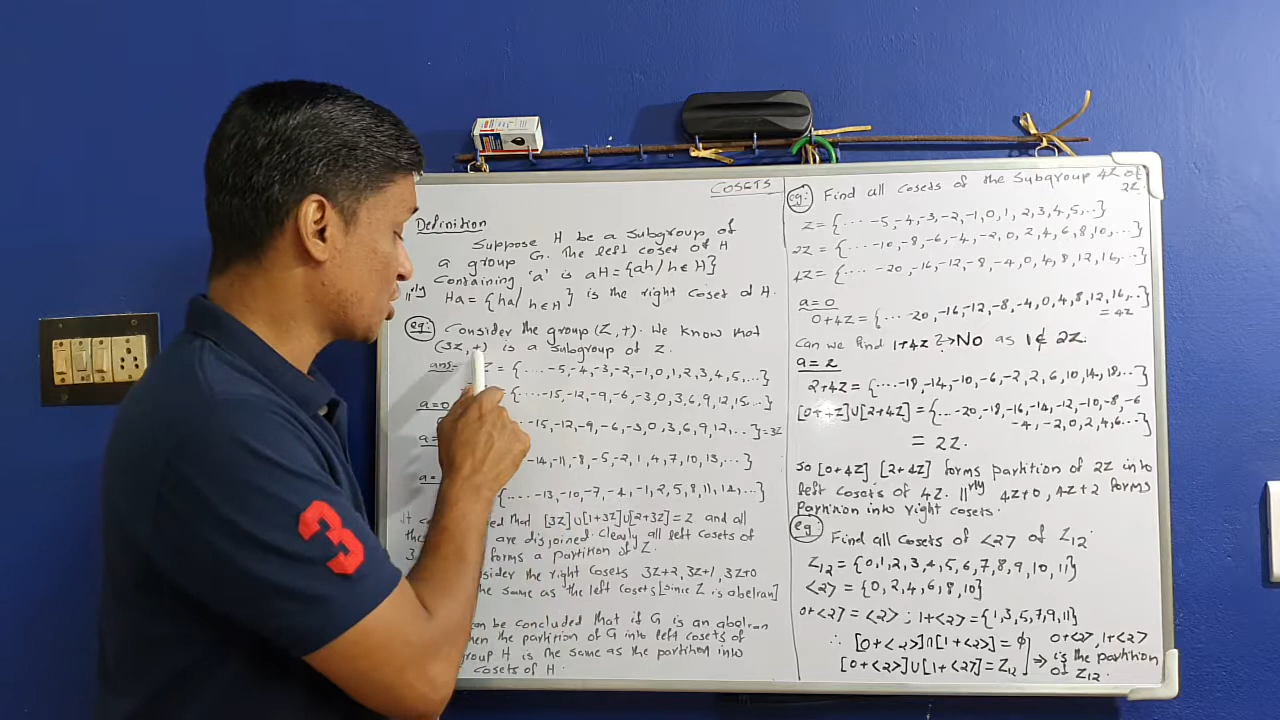 COSETS
Definition
Suppose H be a subgroup of
a group G. The left coset of H
Containing 'a' is aH = {ah/h∈H}
||rly Ha = {ha/h∈H} is the right coset of H.
eg: Consider the group (Z, +). We know that
(3Z, +) is a subgroup of Z.
ans- Z = {.... -5, -4, -3, -2, -1, 0, 1, 2, 3, 4, 5, ...}
= {... -15, -12, -9, -6, -3, 0, 3, 6, 9, 12, 15...}
a=0
-15, -12, -9, -6, -3, 0, 3, 6, 9, 12, ...} = 3Z
a=
-14, -11, -8, -5, -2, 1, 4, 7, 10, 13, ...}
a=
{.... -13, -10, -7, -4, -1, 2, 5, 8, 11, 14, ...}
It that [3Z]∪[1+3Z]∪[2+3Z] = Z and all
are disjoined. Clearly all left cosets of
3 forms a partition of Z.
the right cosets 3Z+2, 3Z+1, 3Z+0
the same as the left cosets [since Z is abelian]
can be concluded that if G is an abelian
then the partition of G into left cosets of
group H is the same as the partition into
cosets of H.
eg: Find all cosets of the subgroup 4Z of
2Z.
Z = {.... -5, -4, -3, -2, -1, 0, 1, 2, 3, 4, 5, ..}
2Z = {.... -10, -8, -6, -4, -2, 0, 2, 4, 6, 8, 10, ...}
4Z = {.... -20, -16, -12, -8, -4, 0, 4, 8, 12, 16, ...}
a=0
0+4Z = {... -20, -16, -12, -8, -4, 0, 4, 8, 12, 16, ..}
= 4Z
Can we find 1+4Z ?→No as 1∉2Z.
a=2
2+4Z = {... -18, -14, -10, -6, -2, 2, 6, 10, 14, 18...}
[0+4Z]∪[2+4Z] = {... -20, -18, -16, -14, -12, -10, -8, -6
-4, -2, 0, 2, 4, 6...}
= 2Z.
So [0+4Z] [2+4Z] forms partition of 2Z into
left cosets of 4Z. ||rly 4Z+0, 4Z+2 forms
Partition into right cosets.
eg: Find all cosets of <2> of Z12.
Z12 = {0, 1, 2, 3, 4, 5, 6, 7, 8, 9, 10, 11}
<2> = {0, 2, 4, 6, 8, 10}
0+<2> = <2> ; 1+<2> = {1, 3, 5, 7, 9, 11}
∴ [0+<2>]∩[1+<2>] = ϕ
[0+<2>]∪[1+<2>] = Z12
⇒ 0+<2>, 1+<2>
is the partition
of Z12.
3